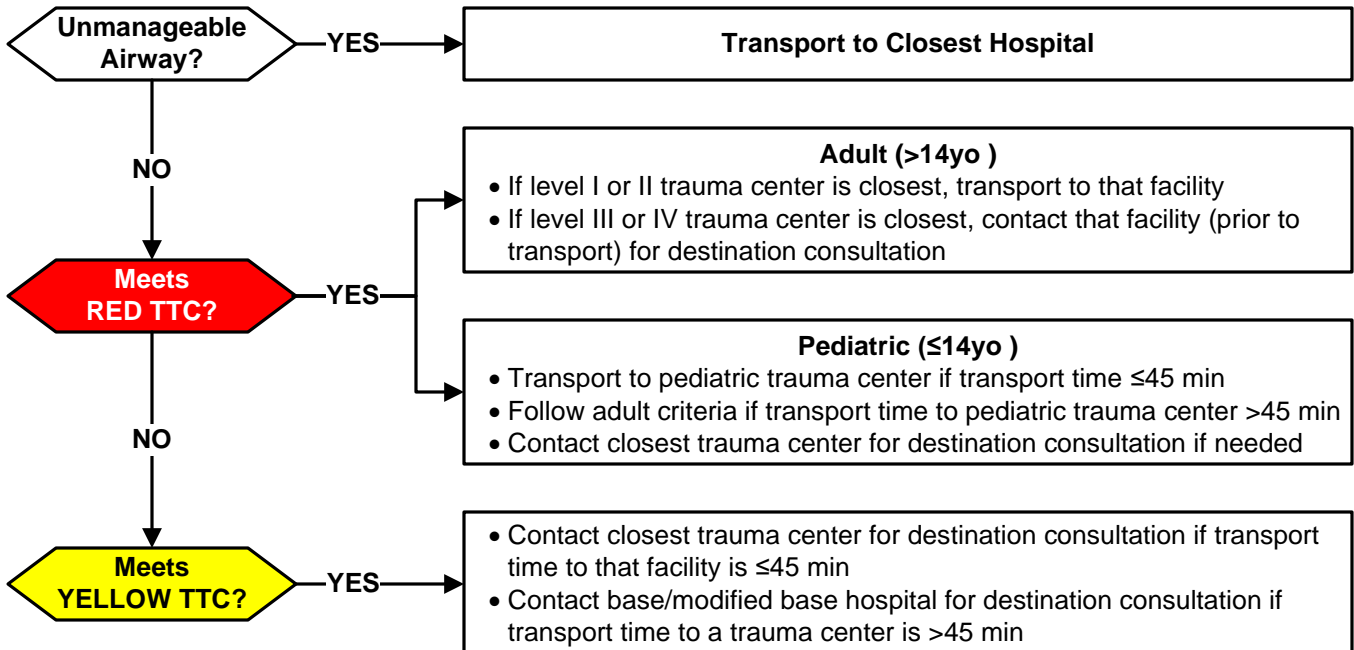 Unmanageable
Airway?
YES
Transport to Closest Hospital
NO
Adult (>14yo )
• If level I or II trauma center is closest, transport to that facility
• If level III or IV trauma center is closest, contact that facility (prior to
transport) for destination consultation
Meets
RED TTC?
YES
Pediatric (≤14yo )
• Transport to pediatric trauma center if transport time ≤45 min
• Follow adult criteria if transport time to pediatric trauma center >45 min
• Contact closest trauma center for destination consultation if needed
NO
Meets
YELLOW TTC?
YES
• Contact closest trauma center for destination consultation if transport
time to that facility is ≤45 min
• Contact base/modified base hospital for destination consultation if
transport time to a trauma center is >45 min